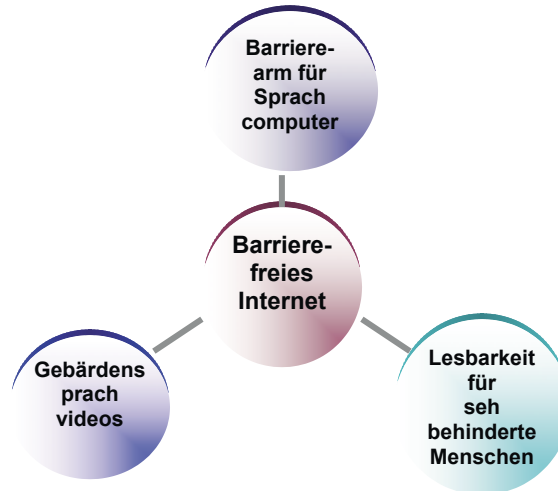 Barriere-
arm für
Sprach
computer
Barriere-
freies
Internet
Gebärdens
prach
videos
Lesbarkeit
für
seh
behinderte
Menschen